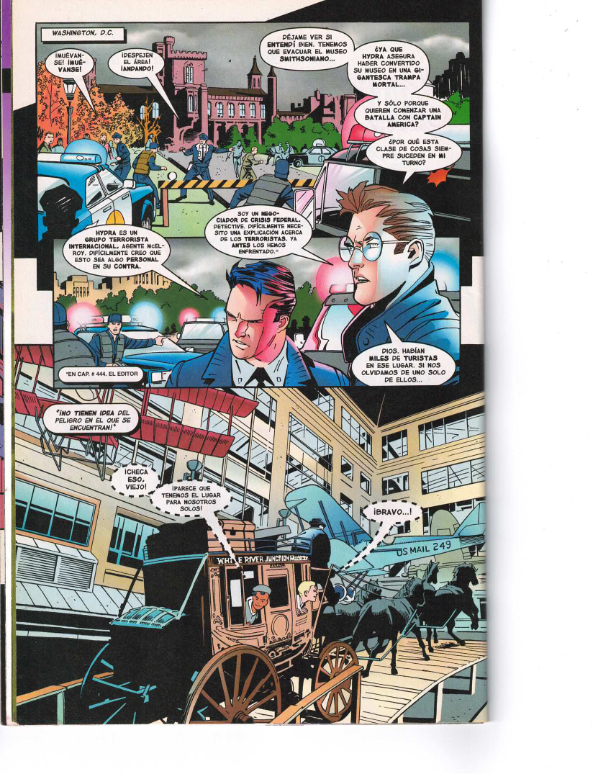 WASHINGTON, D.C.
¡MUÉVAN-
SE! ¡MUÉ-
VANSE!
¡DESPEJEN
EL ÁREA!
¡ANDANDO!
DÉJAME VER SI
ENTENDÍ BIEN. TENEMOS
QUE EVACUAR EL MUSEO
SMITHSONIANO...
¿YA QUE
HYDRA ASEGURA
HABER CONVERTIDO
SU MUSEO EN UNA GI-
GANTESCA TRAMPA
MORTAL...
Y SÓLO PORQUE
QUIEREN COMENZAR UNA
BATALLA CON CAPTAIN
AMERICA?
¿POR QUÉ ESTA
CLASE DE COSAS SIEM-
PRE SUCEDEN EN MI
TURNO?
HYDRA ES UN
GRUPO TERRORISTA
INTERNACIONAL, AGENTE MCEL-
ROY. DIFÍCILMENTE CREO QUE
ESTO SEA ALGO PERSONAL
EN SU CONTRA.
SOY UN NEGO-
CIADOR DE CRISIS FEDERAL,
DETECTIVE. DIFÍCILMENTE NECE-
SITO UNA EXPLICACIÓN ACERCA
DE LOS TERRORISTAS. YA
ANTES LOS HEMOS
ENFRENTADO.*
DIOS. HABÍAN
MILES DE TURISTAS
EN ESE LUGAR. SI NOS
OLVIDAMOS DE UNO SOLO
DE ELLOS...
*EN CAP. # 444. EL EDITOR
"¡NO TIENEN IDEA DEL
PELIGRO EN EL QUE SE
ENCUENTRAN!"
¡CHECA
ESO,
VIEJO!
¡PARECE QUE
TENEMOS EL LUGAR
PARA NOSOTROS
SOLOS!
¡BRAVO...!
US MAIL 249
WHITE RIVER JUNCTION